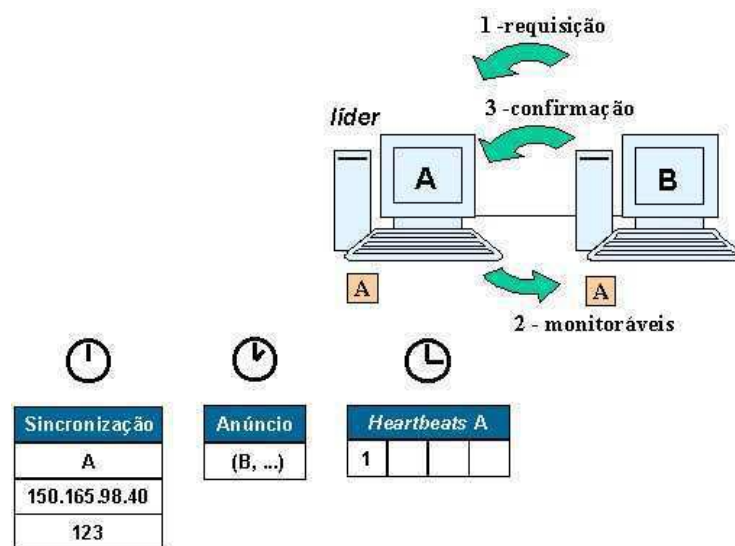 1 -requisição
líder
3 -confirmação
A
B
A
A
2 - monitoráveis
Sincronização
A
150.165.98.40
123
Anúncio
(B, ...)
Heartbeats A
1